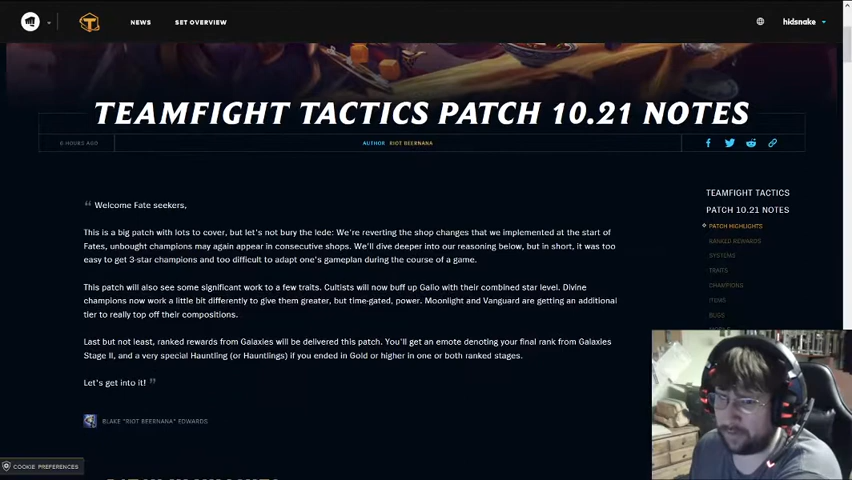 NEWS
SET OVERVIEW
hidsnake
TEAMFIGHT TACTICS PATCH 10.21 NOTES
6 HOURS AGO
AUTHOR RIOT BEERNANA
TEAMFIGHT TACTICS
PATCH 10.21 NOTES
PATCH HIGHLIGHTS
RANKED REWARDS
SYSTEMS
TRAITS
CHAMPIONS
ITEMS
BUGS
“ Welcome Fate seekers,
This is a big patch with lots to cover, but let's not bury the lede: We're reverting the shop changes that we implemented at the start of
Fates, unbought champions may again appear in consecutive shops. We'll dive deeper into our reasoning below, but in short, it was too
easy to get 3-star champions and too difficult to adapt one's gameplan during the course of a game.
This patch will also see some significant work to a few traits. Cultists will now buff up Galio with their combined star level. Divine
champions now work a little bit differently to give them greater, but time-gated, power. Moonlight and Vanguard are getting an additional
tier to really top off their compositions.
Last but not least, ranked rewards from Galaxies will be delivered this patch. You'll get an emote denoting your final rank from Galaxies
Stage II, and a very special Hauntling (or Hauntlings) if you ended in Gold or higher in one or both ranked stages.
Let's get into it! ”
BLAKE "RIOT BEERNANA" EDWARDS
COOKIE PREFERENCES
PATCH HIGHLIGHTS